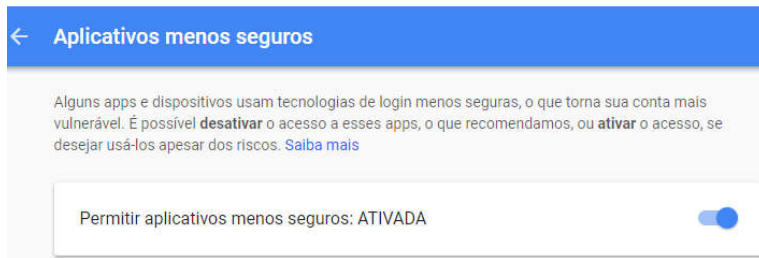 Aplicativos menos seguros
Alguns apps e dispositivos usam tecnologias de login menos seguras, o que torna sua conta mais
vulnerável. É possível desativar o acesso a esses apps, o que recomendamos, ou ativar o acesso, se
desejar usá-los apesar dos riscos. Saiba mais
Permitir aplicativos menos seguros: ATIVADA